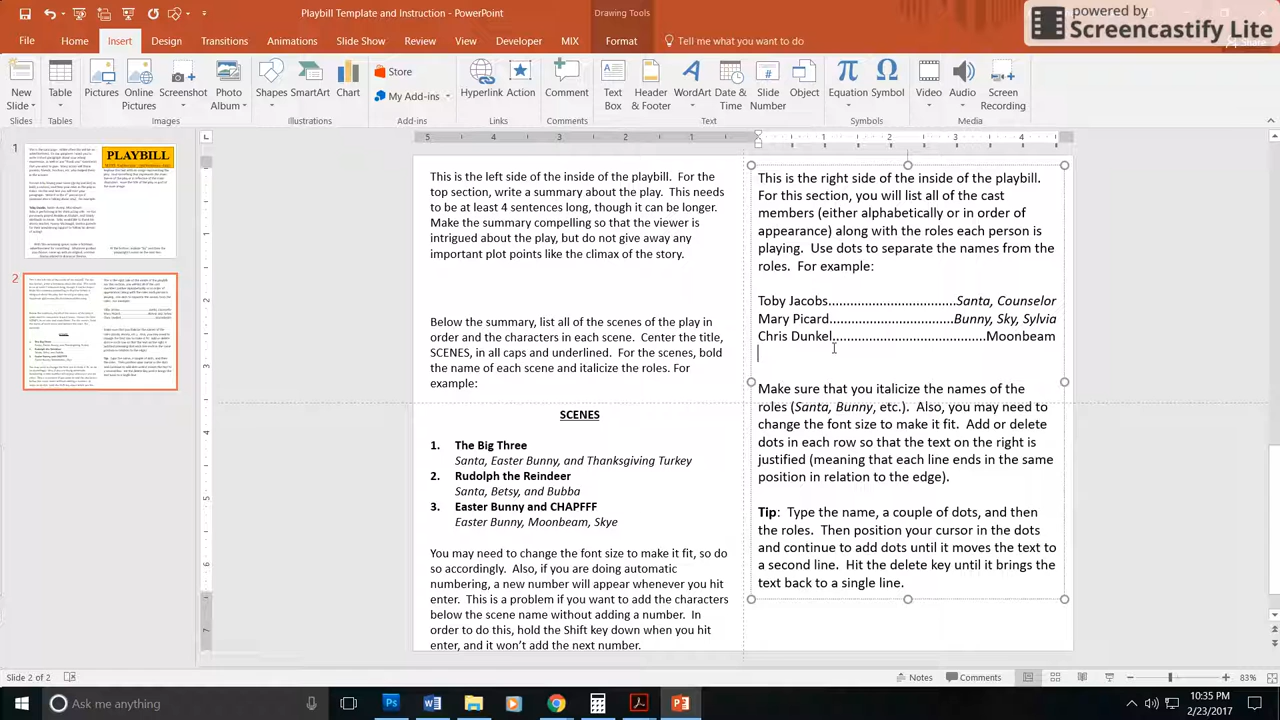 Playbill Template and Instruction - PowerPoint
Drawing Tools
powered by
Screencastify Lite
File Home Insert Design Transitions Animations Slide Show Review View Developer MIX Format Tell me what you want to do Share
New Slide
Table
Pictures
Online Pictures
Screenshot
Photo Album
Shapes
SmartArt
Chart
Store
My Add-ins
Hyperlink
Action
Comment
Text Box
Header & Footer
WordArt
Date & Time
Slide Number
Object
Equation
Symbol
Video
Audio
Screen Recording
Slides Tables Images Illustrations Add-ins Links Comments Text Symbols Media
1
PLAYBILL
2
This is the left side of the inside of the playbill. For the
top section, write a summary about the play. This needs
to be at least 5 sentences long, though it can be longer.
Make it catchy and convincing so that the viewer is
intrigued, but they summary should not give away any
important plot points like the climax of the story.
Below the summary, list all the scenes of the play in
order and what roles are in each scene. Center the title,
SCENES, and have it as a bold word. For the scenes, bold
the name of the scene and italicize the roles. For
example:
SCENES
1. The Big Three
Santa, Easter Bunny, and Thanksgiving Turkey
2. Rudolph the Reindeer
Santa, Betsy, and Bubba
3. Easter Bunny and CHAPFFF
Easter Bunny, Moonbeam, Skye
You may need to change the font size to make it fit, so do
so accordingly. Also, if you are doing automatic
numbering, a new number will appear whenever you hit
enter. This is a problem if you want to add the characters
below the scene name without adding a number. In
order to do this, hold the Shift key down when you hit
enter, and it won't add the next number.
This is the right side of the inside of the playbill.
For this section, you will list all of the cast
members (either alphabetically or in order of
appearance) along with the roles each person is
playing. Use dots to separate the names from the
roles. For example:
Toby Jacobs.............................Santa, Counselor
Stacy Picard............................Bunny, Sky, Sylvia
Mario Daniels.....................................Moonbeam
Make sure that you italicize the names of the
roles (Santa, Bunny, etc.). Also, you may need to
change the font size to make it fit. Add or delete
dots in each row so that the text on the right is
justified (meaning that each line ends in the same
position in relation to the edge).
Tip: Type the name, a couple of dots, and then
the roles. Then position your cursor in the dots
and continue to add dots until it moves the text to
a second line. Hit the delete key until it brings the
text back to a single line.
Slide 2 of 2
Notes
Comments
83%
Ask me anything
10:35 PM
2/23/2017